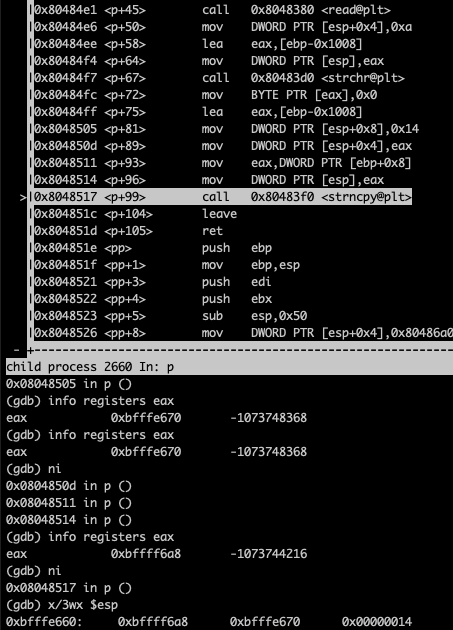 0x80484e1 <p+45> call 0x8048380 <read@plt>
0x80484e6 <p+50> mov DWORD PTR [esp+0x4],0xa
0x80484ee <p+58> lea eax,[ebp-0x1008]
0x80484f4 <p+64> mov DWORD PTR [esp],eax
0x80484f7 <p+67> call 0x80483d0 <strchr@plt>
0x80484fc <p+72> mov BYTE PTR [eax],0x0
0x80484ff <p+75> lea eax,[ebp-0x1008]
0x8048505 <p+81> mov DWORD PTR [esp+0x8],0x14
0x804850d <p+89> mov DWORD PTR [esp+0x4],eax
0x8048511 <p+93> mov eax,DWORD PTR [ebp+0x8]
0x8048514 <p+96> mov DWORD PTR [esp],eax
>|0x8048517 <p+99> call 0x80483f0 <strncpy@plt>
0x804851c <p+104> leave
0x804851d <p+105> ret
0x804851e <pp> push ebp
0x804851f <pp+1> mov ebp,esp
0x8048521 <pp+3> push edi
0x8048522 <pp+4> push ebx
0x8048523 <pp+5> sub esp,0x50
0x8048526 <pp+8> mov DWORD PTR [esp+0x4],0x80486a0
child process 2660 In: p
0x08048505 in p ()
(gdb) info registers eax
eax 0xbfffe670 -1073748368
(gdb) info registers eax
eax 0xbfffe670 -1073748368
(gdb) ni
0x0804850d in p ()
0x08048511 in p ()
0x08048514 in p ()
(gdb) info registers eax
eax 0xbffff6a8 -1073744216
(gdb) ni
0x08048517 in p ()
(gdb) x/3wx $esp
0xbfffe660: 0xbffff6a8 0xbfffe670 0x00000014